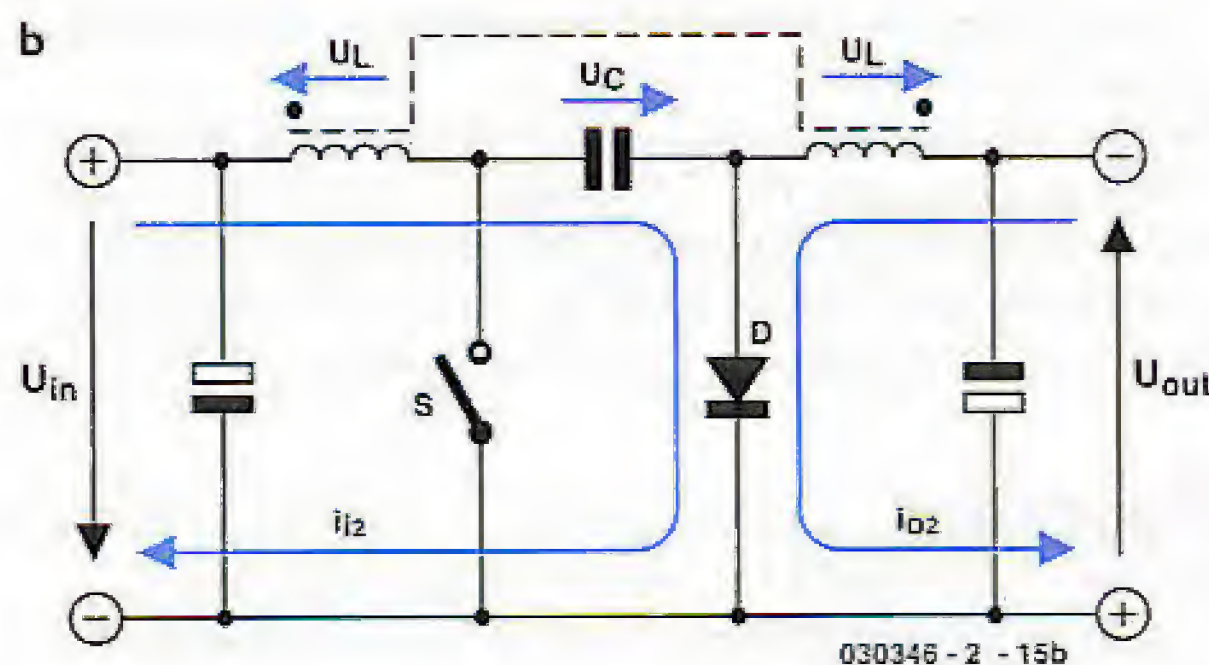 b
UL
UC
UL
+
−
Uin
S
D
Uout
ii2
iO2
−
+
030346 - 2 - 15b